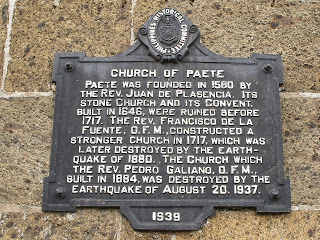 PHILIPPINES HISTORICAL COMMITTEE
CHURCH OF PAETE
PAETE WAS FOUNDED IN 1580 BY
THE REV. JUAN DE PLASENCIA. ITS
STONE CHURCH AND ITS CONVENT,
BUILT IN 1646, WERE RUINED BEFORE
1717. THE REV. FRANCISCO DE LA
FUENTE, O.F.M., CONSTRUCTED A
STRONGER CHURCH IN 1717, WHICH WAS
LATER DESTROYED BY THE EARTH-
QUAKE OF 1880. THE CHURCH WHICH
THE REV. PEDRO GALIANO, O.F.M.,
BUILT IN 1884, WAS DESTROYED BY THE
EARTHQUAKE OF AUGUST 20, 1937.
1939